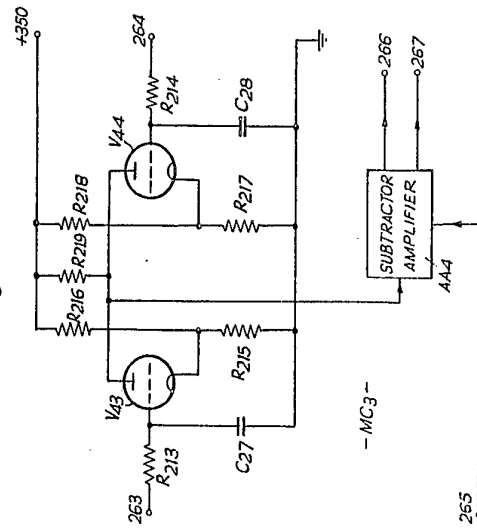 +350
R216
R219
R218
264
V43
V44
R214
263
R213
C27
R215
R217
C28
-MC3-
SUBTRACTOR
AMPLIFIER
AA4
266
267
265